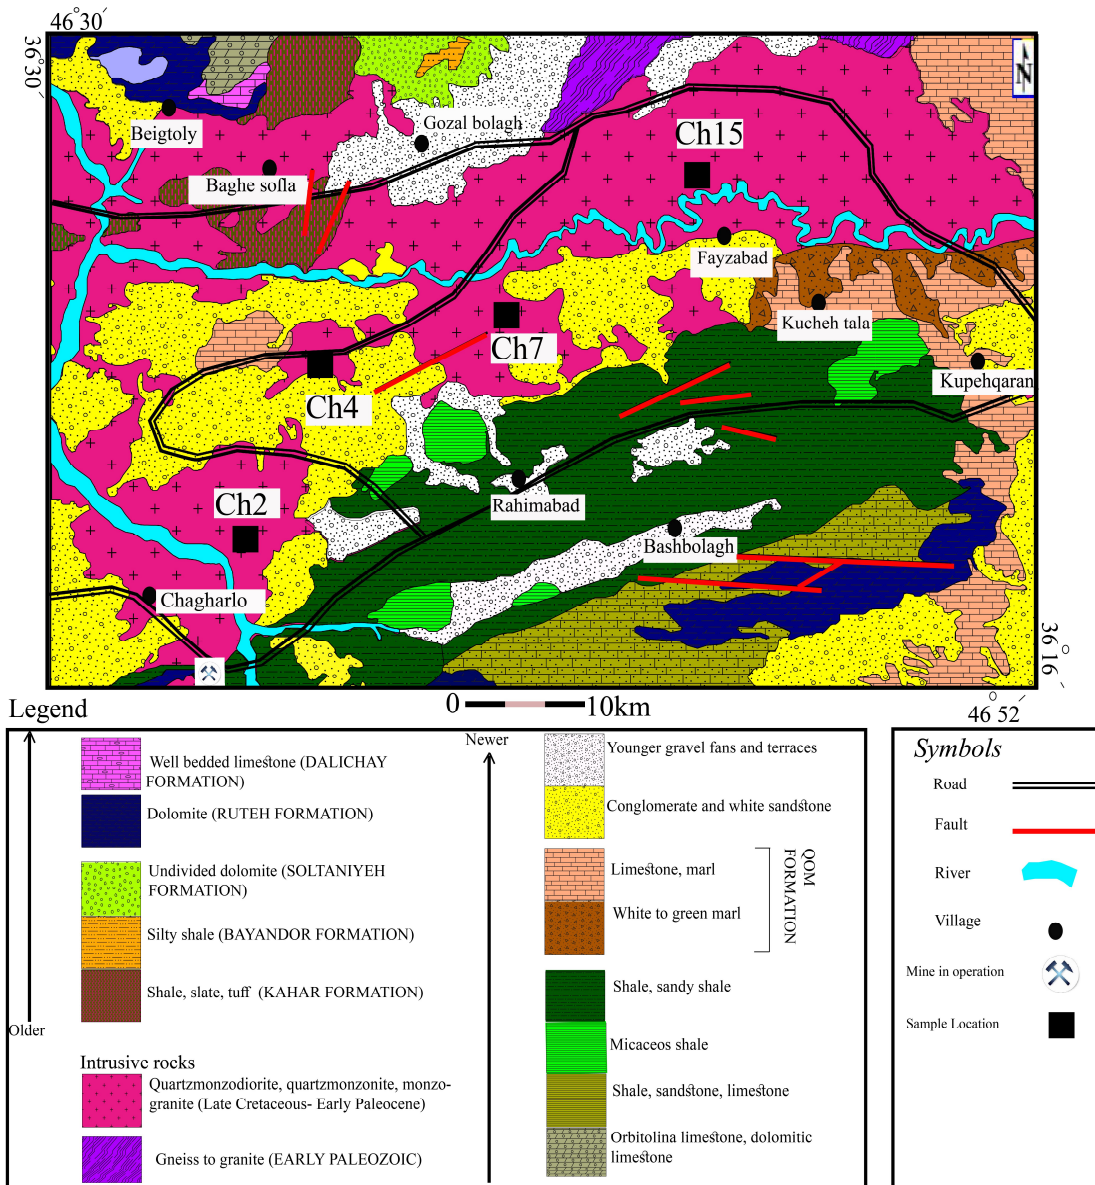 46°30′
36°30′
N
Beigtoly
Gozal bolagh
Ch15
Baghe sofla
Fayzabad
Kucheh tala
Ch7
Kupehqaran
Ch4
Ch2
Rahimabad
Bashbolagh
Chagharlo
36°16′
46°52′
0 10km
Legend
Older
Well bedded limestone (DALICHAY
FORMATION)
Dolomite (RUTEH FORMATION)
Undivided dolomite (SOLTANIYEH
FORMATION)
Silty shale (BAYANDOR FORMATION)
Shale, slate, tuff (KAHAR FORMATION)
Intrusive rocks
Quartzmonzodiorite, quartzmonzonite, monzo-
granite (Late Cretaceous- Early Paleocene)
Gneiss to granite (EARLY PALEOZOIC)
Newer
Younger gravel fans and terraces
Conglomerate and white sandstone
Limestone, marl
White to green marl
QOM
FORMATION
Shale, sandy shale
Micaceos shale
Shale, sandstone, limestone
Orbitolina limestone, dolomitic
limestone
Symbols
Road
Fault
River
Village
Mine in operation
Sample Location